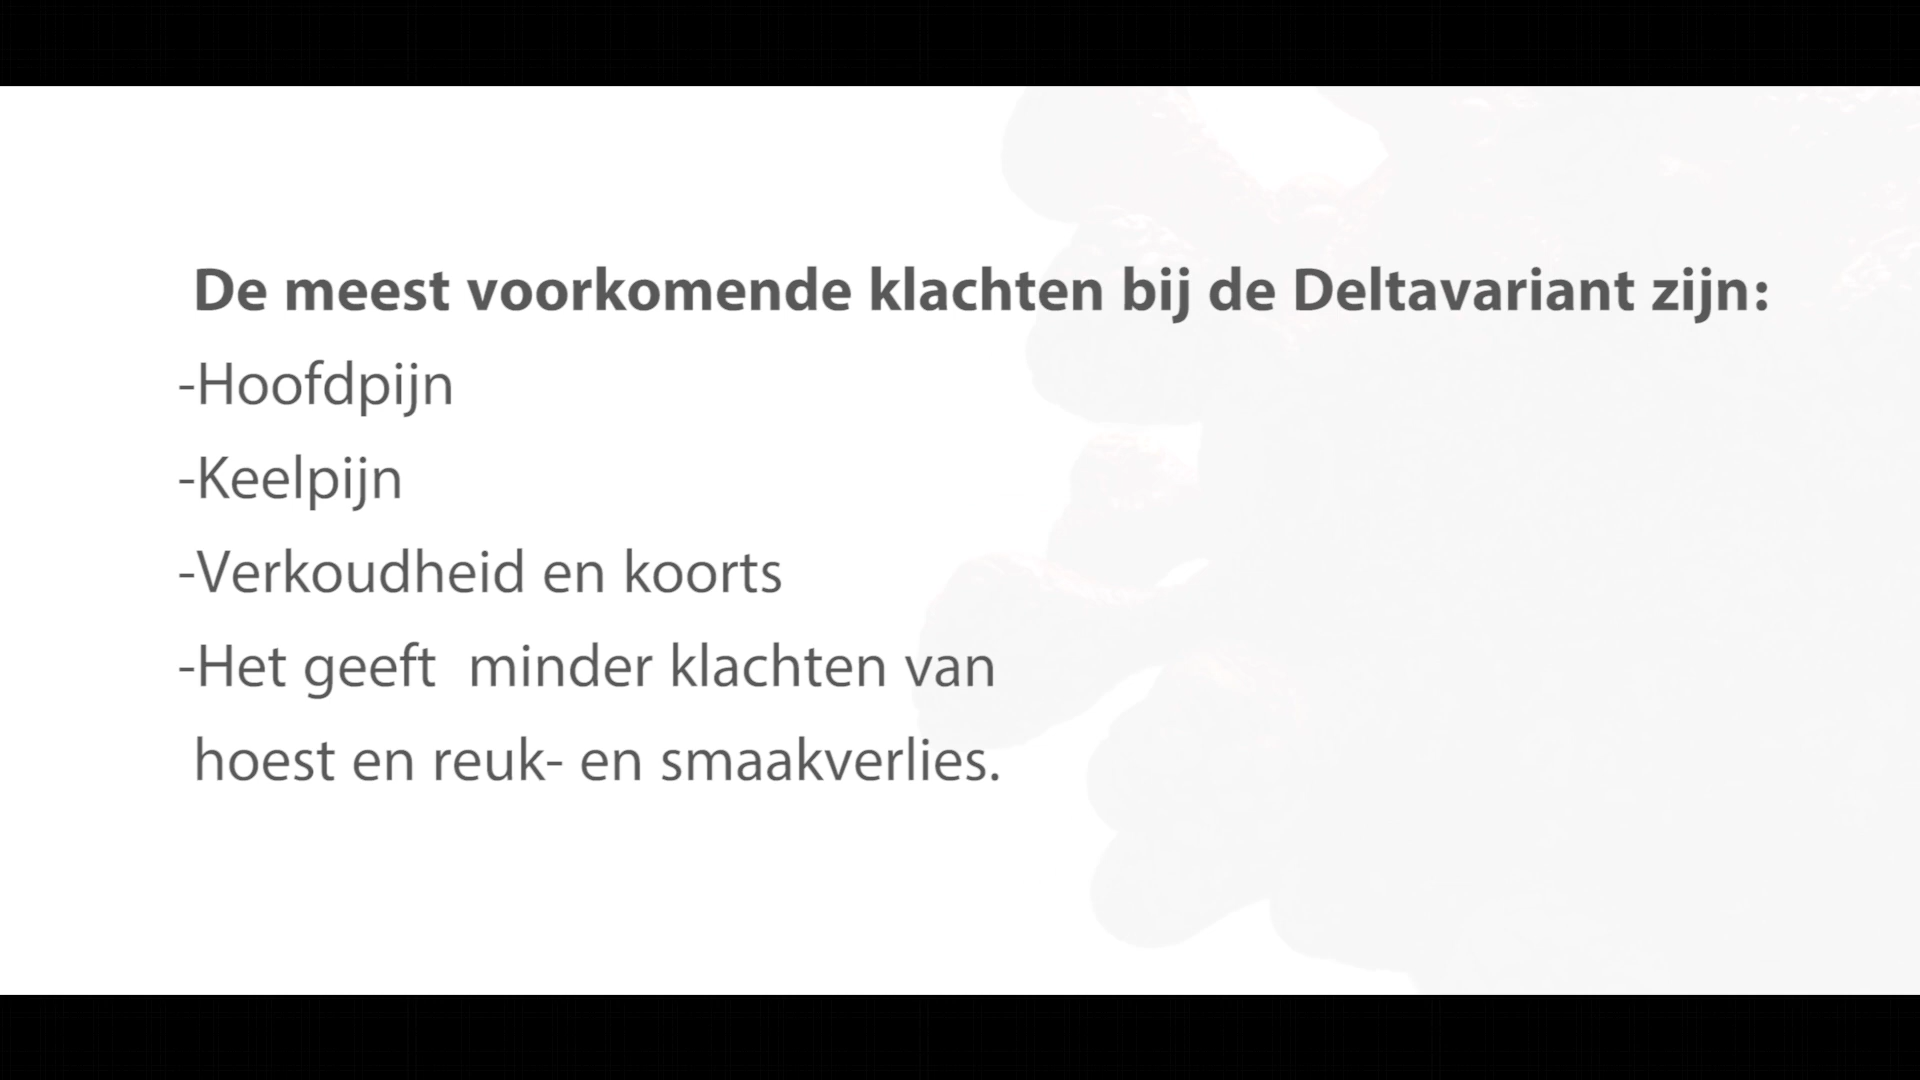 De meest voorkomende klachten bij de Deltavariant zijn:
-Hoofdpijn
-Keelpijn
-Verkoudheid en koorts
-Het geeft  minder klachten van
hoest en reuk- en smaakverlies.